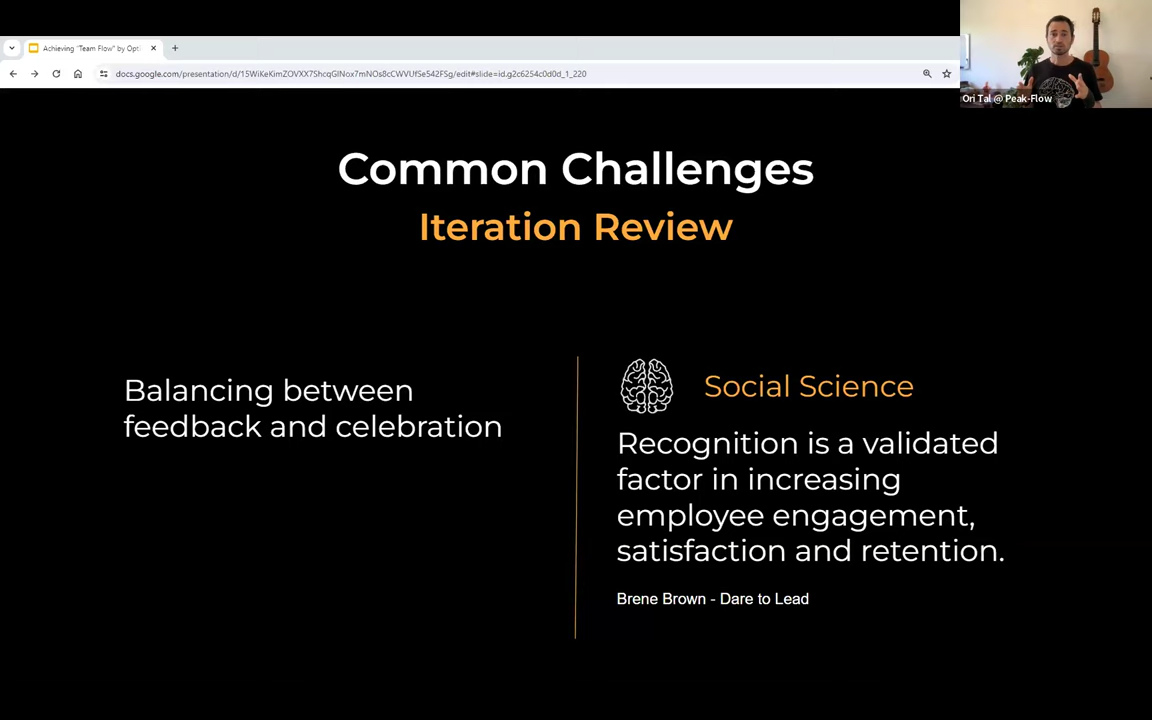 Achieving "Team Flow" by Opt
docs.google.com/presentation/d/15WiKeKimZOVXX7ShcqGlNox7mNOs8cCWVUfSe542FSg/edit#slide=id.g2c6254c0d0d_1_220
Ori Tal @ Peak-Flow
Common Challenges
Iteration Review
Balancing between
feedback and celebration
Social Science
Recognition is a validated
factor in increasing
employee engagement,
satisfaction and retention.
Brene Brown - Dare to Lead